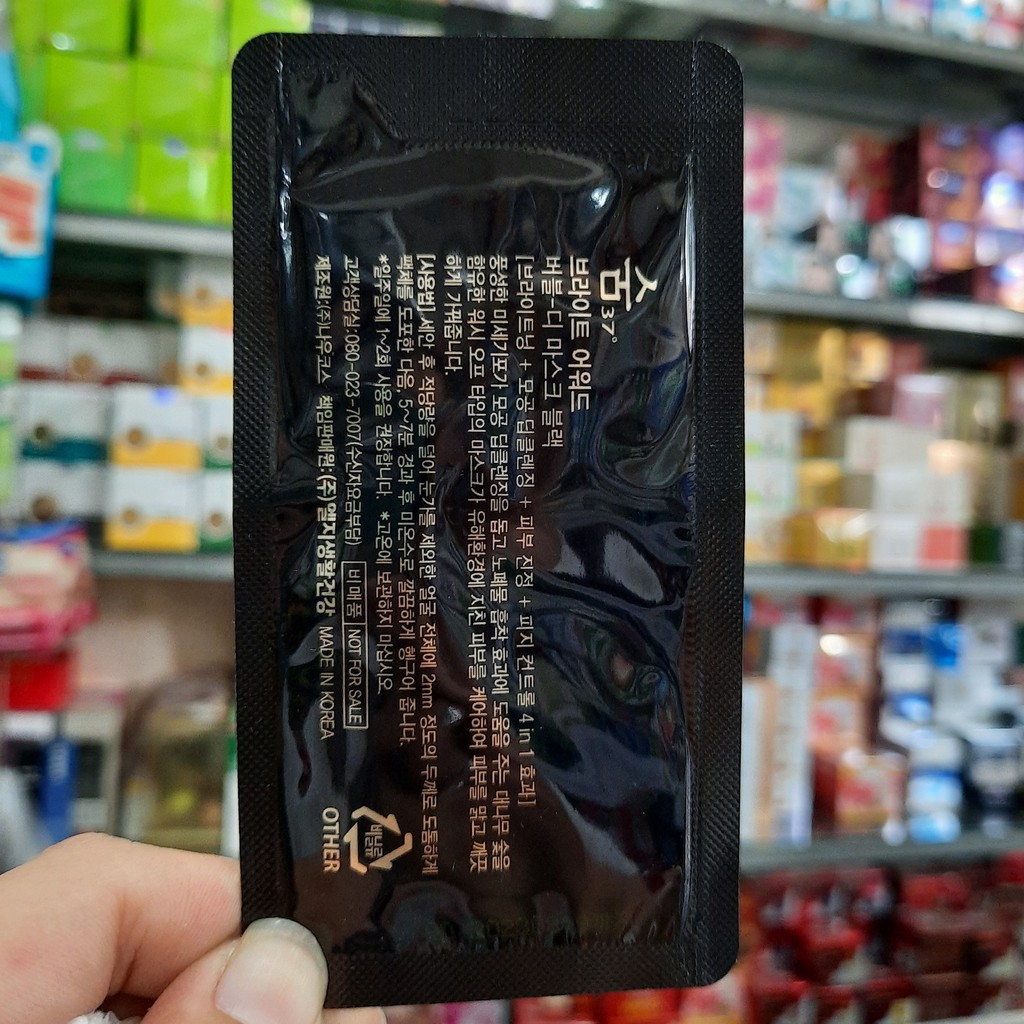 숨37°
브라이트 어워드
버블-디 마스크 블랙
[브라이트닝 + 모공 딥클렌징 + 피부 진정 + 피지 컨트롤 4 in 1 효과]
풍성한 미세기포가 모공 딥클렌징을 돕고 노폐물 흡착 효과에 도움을 주는 대나무 숯을
함유한 워시 오프 타입의 마스크가 유해환경에 지친 피부를 케어하여 피부를 맑고 깨끗
하게 가꿔줍니다.
[사용법] 세안 후 적당량을 덜어 눈가를 제외한 얼굴 전체에 2mm 정도의 두께로 도톰하게
팩제를 도포한 다음, 5~7분 경과 후 미온수로 깔끔하게 헹구어 줍니다.
*일주일에 1~2회 사용을 권장합니다. *고온에 보관하지 마십시오.
고객상담실:080-023-7007(수신자요금부담) 비매품 NOT FOR SALE
제조원:(주)나우코스 책임판매원:(주)엘지생활건강 MADE IN KOREA
비닐류
OTHER